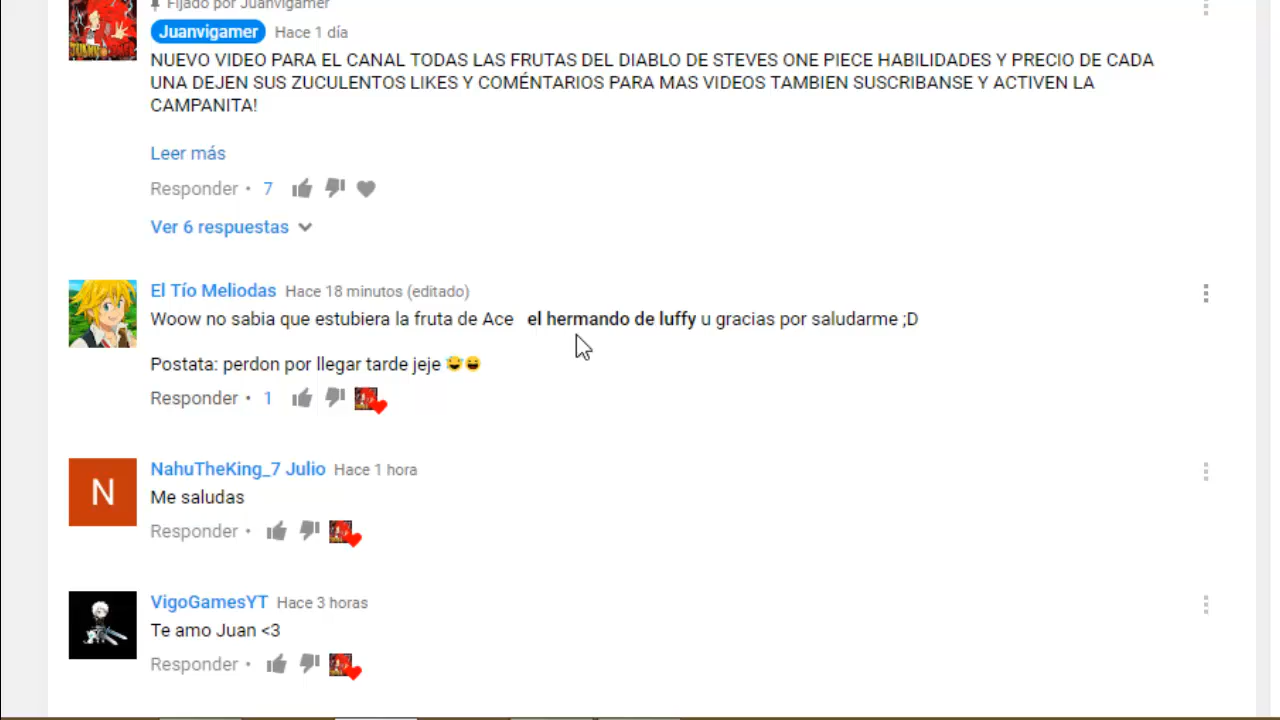 Fijado por Juanvigamer
Juanvigamer Hace 1 día
NUEVO VIDEO PARA EL CANAL TODAS LAS FRUTAS DEL DIABLO DE STEVES ONE PIECE HABILIDADES Y PRECIO DE CADA
UNA DEJEN SUS ZUCULENTOS LIKES Y COMÉNTARIOS PARA MAS VIDEOS TAMBIEN SUSCRIBANSE Y ACTIVEN LA
CAMPANITA!
Leer más
Responder • 7
Ver 6 respuestas
El Tío Meliodas Hace 18 minutos (editado)
Woow no sabia que estubiera la fruta de Ace el hermando de luffy u gracias por saludarme ;D
Postata: perdon por llegar tarde jeje 😅😄
Responder • 1
N
NahuTheKing_7 Julio Hace 1 hora
Me saludas
Responder •
VigoGamesYT Hace 3 horas
Te amo Juan <3
Responder •